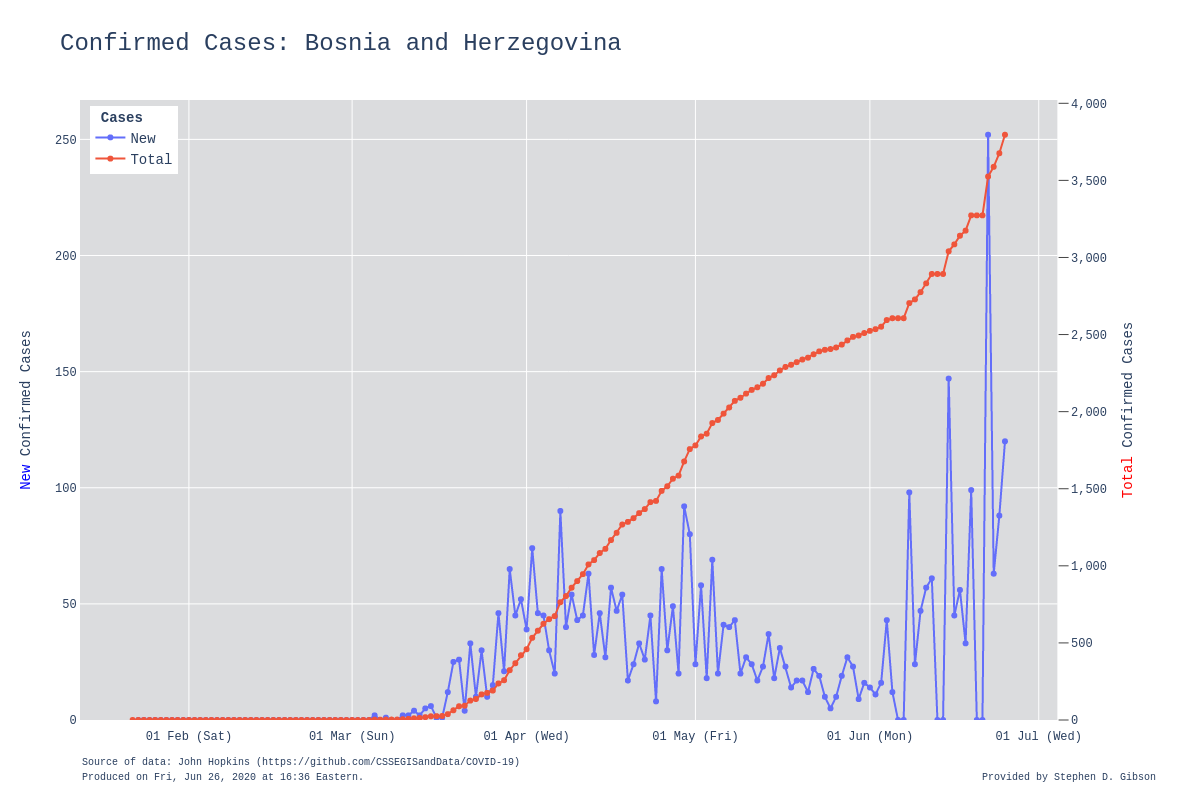 Confirmed Cases: Bosnia and Herzegovina
Cases
New
Total
250
200
150
100
50
0
4,000
3,500
3,000
2,500
2,000
1,500
1,000
500
0
New Confirmed Cases
Total Confirmed Cases
01 Feb (Sat)
01 Mar (Sun)
01 Apr (Wed)
01 May (Fri)
01 Jun (Mon)
01 Jul (Wed)
Source of data: John Hopkins (https://github.com/CSSEGISandData/COVID-19)
Produced on Fri, Jun 26, 2020 at 16:36 Eastern.
Provided by Stephen D. Gibson